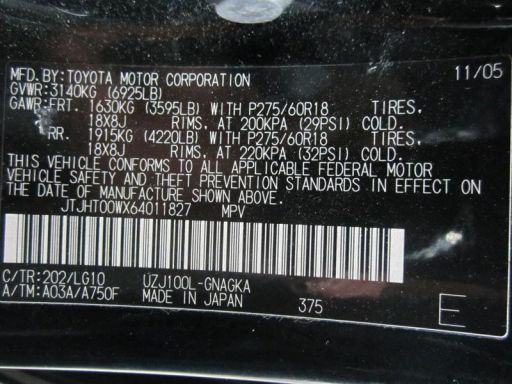 MFD.BY:TOYOTA MOTOR CORPORATION 11/05
GVWR:3140KG (6925LB)
GAWR:FRT. 1630KG (3595LB) WITH P275/60R18 TIRES,
18X8J RIMS, AT 200KPA (29PSI) COLD.
RR. 1915KG (4220LB) WITH P275/60R18 TIRES,
18X8J RIMS, AT 220KPA (32PSI) COLD.
THIS VEHICLE CONFORMS TO ALL APPLICABLE FEDERAL MOTOR
VEHICLE SAFETY AND THEFT PREVENTION STANDARDS IN EFFECT ON
THE DATE OF MANUFACTURE SHOWN ABOVE.
JTJHT00WX64011827 MPV
C/TR:202/LG10 UZJ100L-GNAGKA
A/TM:A03A/A750F MADE IN JAPAN 375 E